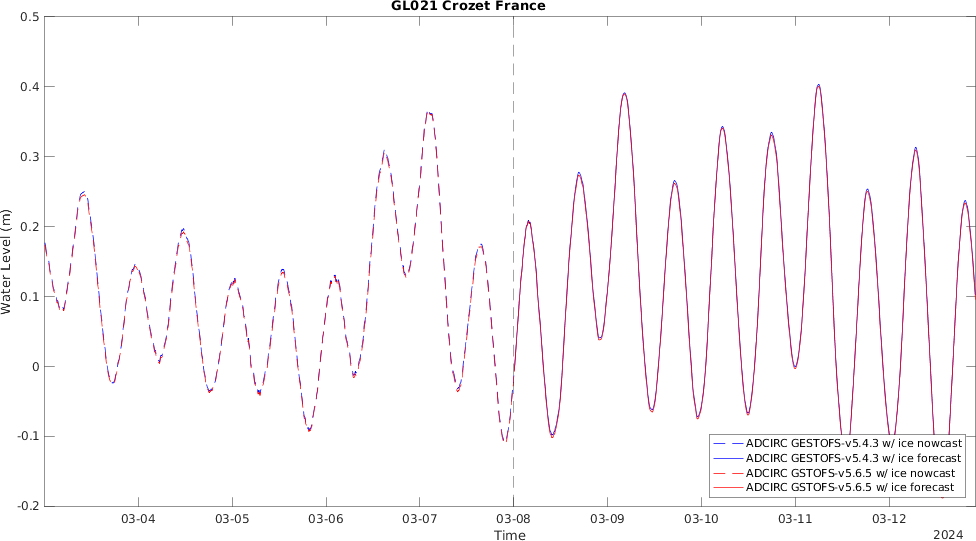 GL021 Crozet France
0.5
0.4
0.3
0.2
0.1
0
-0.1
-0.2
Water Level (m)
ADCIRC GESTOFS-v5.4.3 w/ ice nowcast
ADCIRC GESTOFS-v5.4.3 w/ ice forecast
ADCIRC GSTOFS-v5.6.5 w/ ice nowcast
ADCIRC GSTOFS-v5.6.5 w/ ice forecast
03-04 03-05 03-06 03-07 03-08 03-09 03-10 03-11 03-12
Time
2024